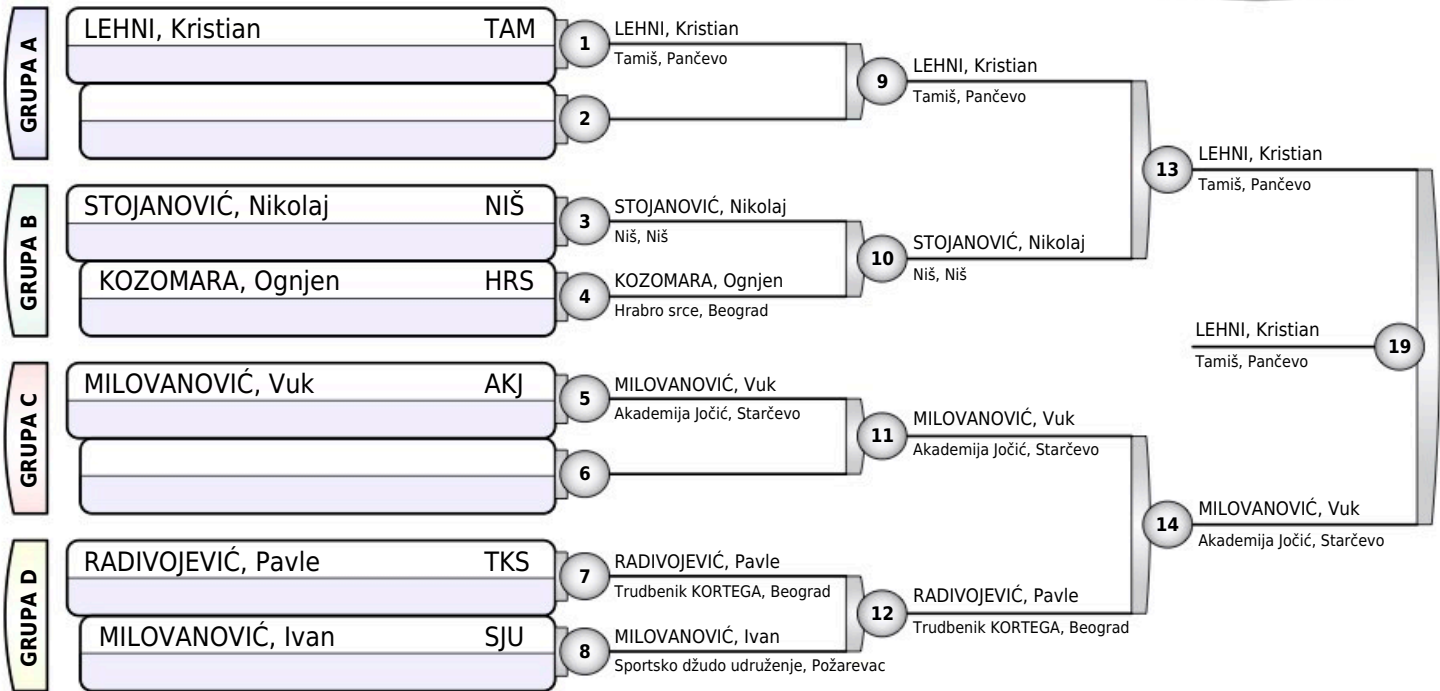 GRUPA A
LEHNI, Kristian TAM
1
LEHNI, Kristian
Tamiš, Pančevo
2
9
LEHNI, Kristian
Tamiš, Pančevo
GRUPA B
STOJANOVIĆ, Nikolaj NIŠ
3
STOJANOVIĆ, Nikolaj
Niš, Niš
KOZOMARA, Ognjen HRS
4
KOZOMARA, Ognjen
Hrabro srce, Beograd
10
STOJANOVIĆ, Nikolaj
Niš, Niš
13
LEHNI, Kristian
Tamiš, Pančevo
GRUPA C
MILOVANOVIĆ, Vuk AKJ
5
MILOVANOVIĆ, Vuk
Akademija Jočić, Starčevo
6
11
MILOVANOVIĆ, Vuk
Akademija Jočić, Starčevo
GRUPA D
RADIVOJEVIĆ, Pavle TKS
7
RADIVOJEVIĆ, Pavle
Trudbenik KORTEGA, Beograd
MILOVANOVIĆ, Ivan SJU
8
MILOVANOVIĆ, Ivan
Sportsko džudo udruženje, Požarevac
12
RADIVOJEVIĆ, Pavle
Trudbenik KORTEGA, Beograd
14
MILOVANOVIĆ, Vuk
Akademija Jočić, Starčevo
LEHNI, Kristian
Tamiš, Pančevo
19